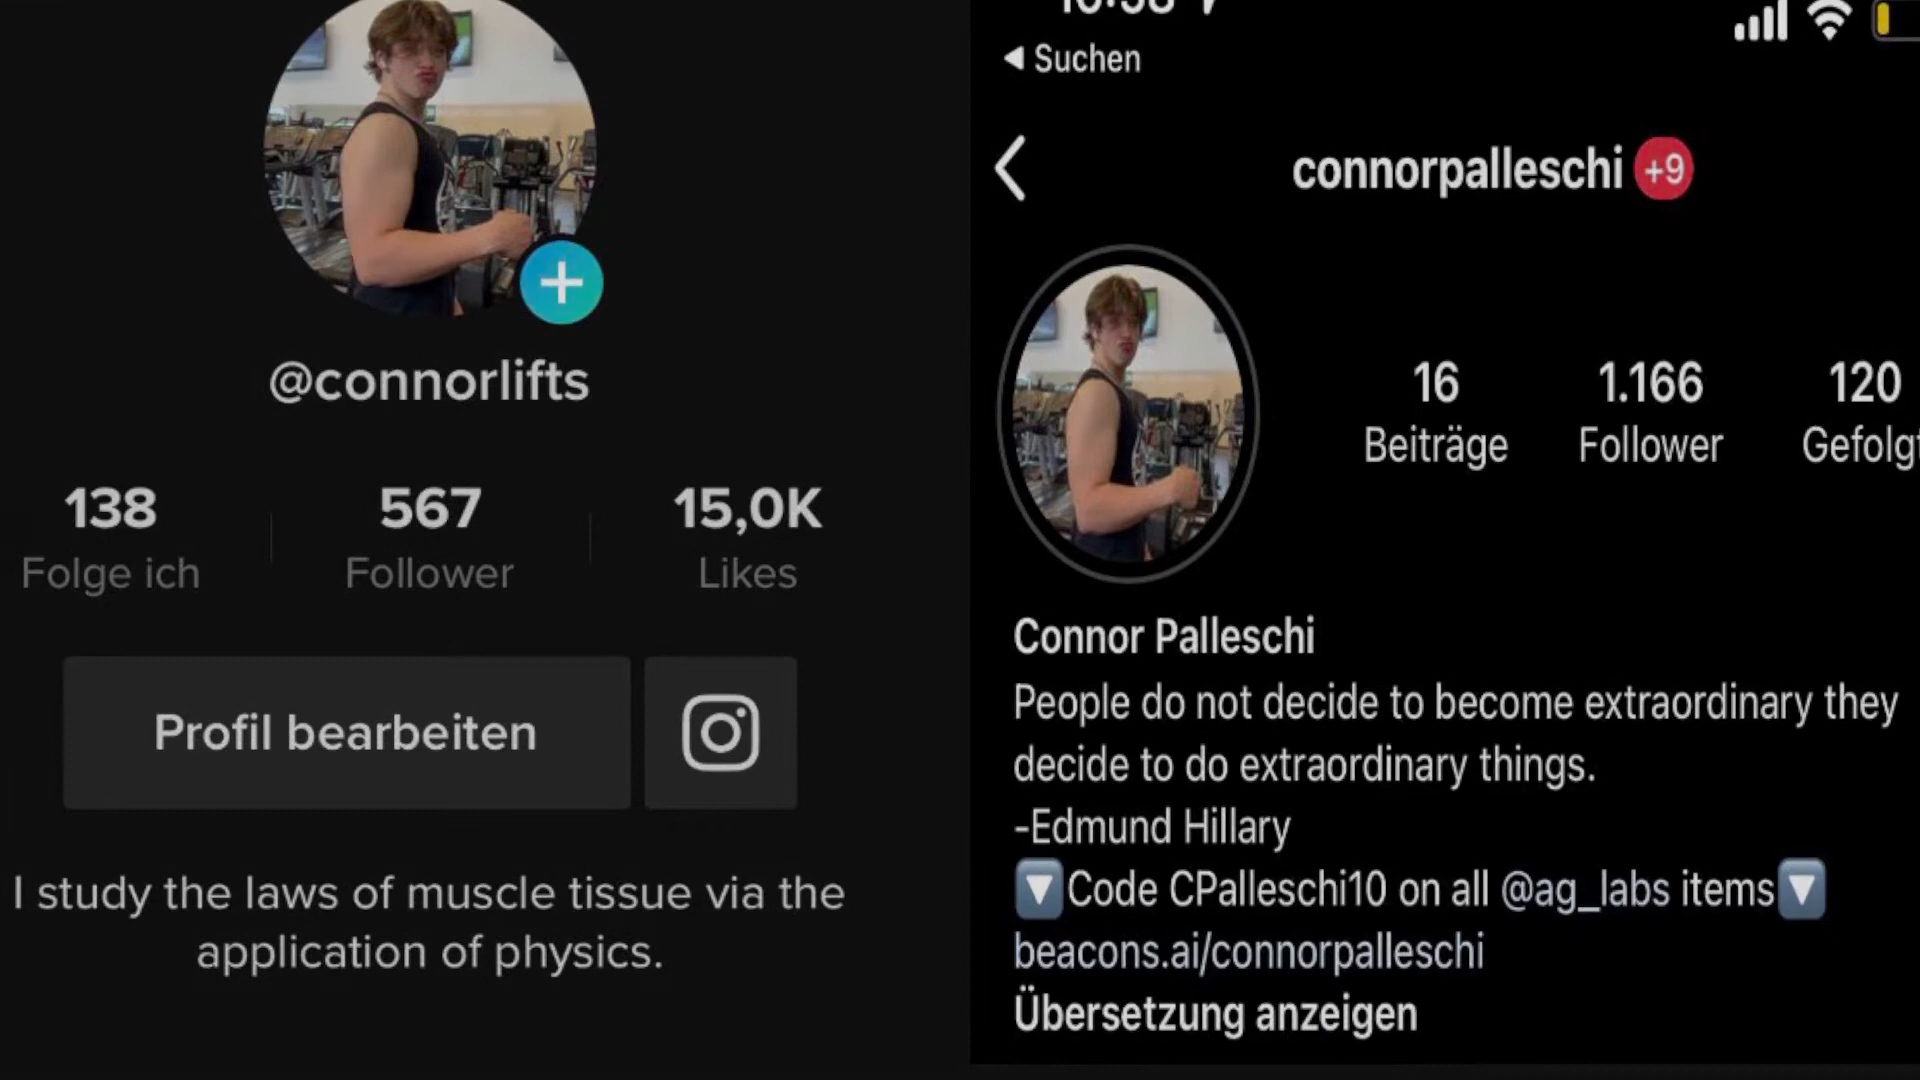 @connorlifts
138
567
15,0K
Folge ich
Follower
Likes
Profil bearbeiten
I study the laws of muscle tissue via the
application of physics.
Suchen
connorpalleschi +9
16
1.166
120
Beiträge
Follower
Connor Palleschi
People do not decide to become extraordinary they
decide to do extraordinary things.
-Edmund Hillary
Code CPalleschi10 on all @ag_labs items
beacons.ai/connorpalleschi
Übersetzung anzeigen